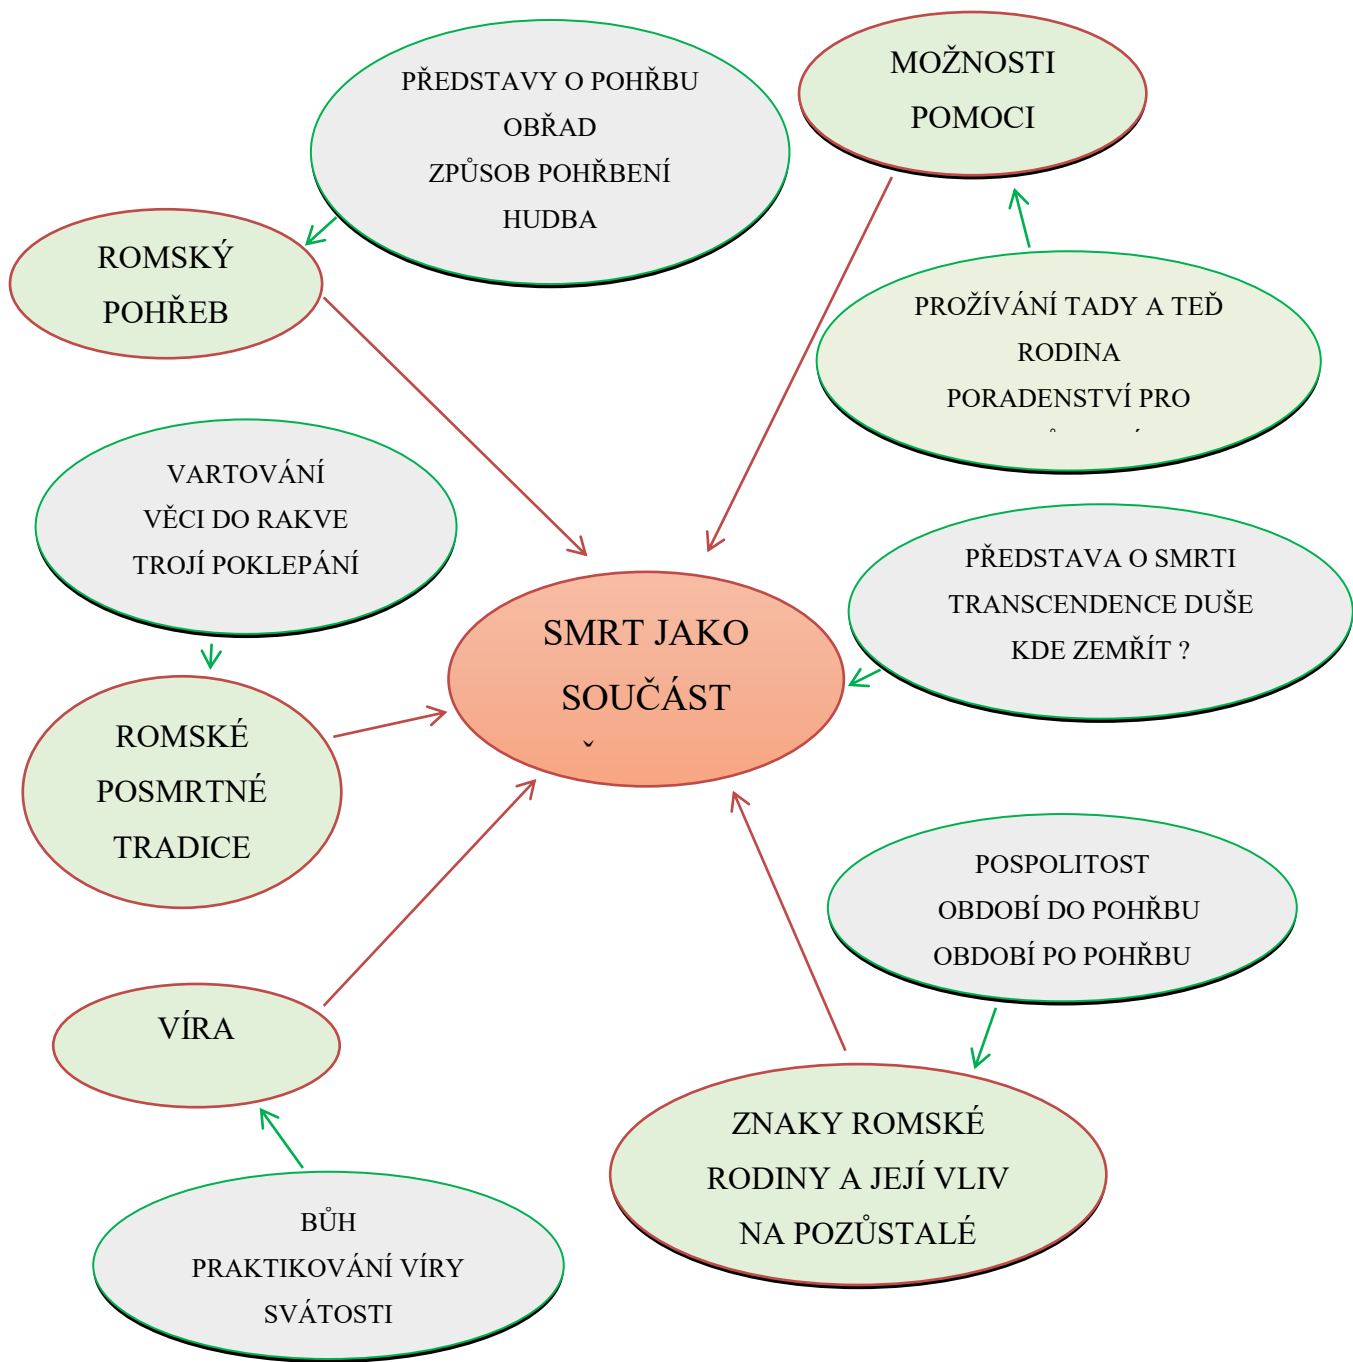 PŘEDSTAVY O POHŘBU
OBŘAD
ZPŮSOB POHŘBENÍ
HUDBA
MOŽNOSTI
POMOCI
ROMSKÝ
POHŘEB
PROŽÍVÁNÍ TADY A TEĎ
RODINA
PORADENSTVÍ PRO
VARTOVÁNÍ
VĚCI DO RAKVE
TROJÍ POKLEPÁNÍ
PŘEDSTAVA O SMRTI
TRANSCENDENCE DUŠE
KDE ZEMŘÍT ?
SMRT JAKO
SOUČÁST
ROMSKÉ
POSMRTNÉ
TRADICE
POSPOLITOST
OBDOBÍ DO POHŘBU
OBDOBÍ PO POHŘBU
VÍRA
ZNAKY ROMSKÉ
RODINY A JEJÍ VLIV
NA POZŮSTALÉ
BŮH
PRAKTIKOVÁNÍ VÍRY
SVÁTOSTI